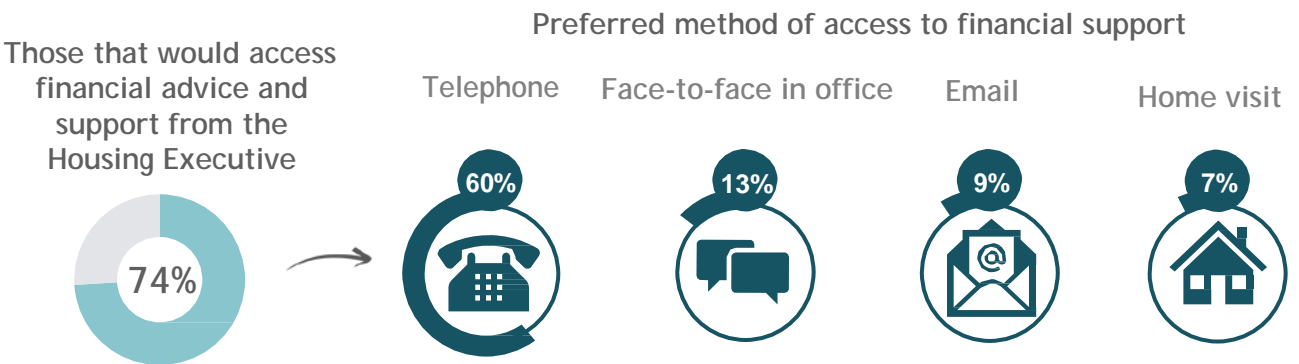 Preferred method of access to financial support
Those that would access
financial advice and
support from the
Housing Executive
74%
Telephone
Face-to-face in office
Email
Home visit
60%
13%
9%
@
7%